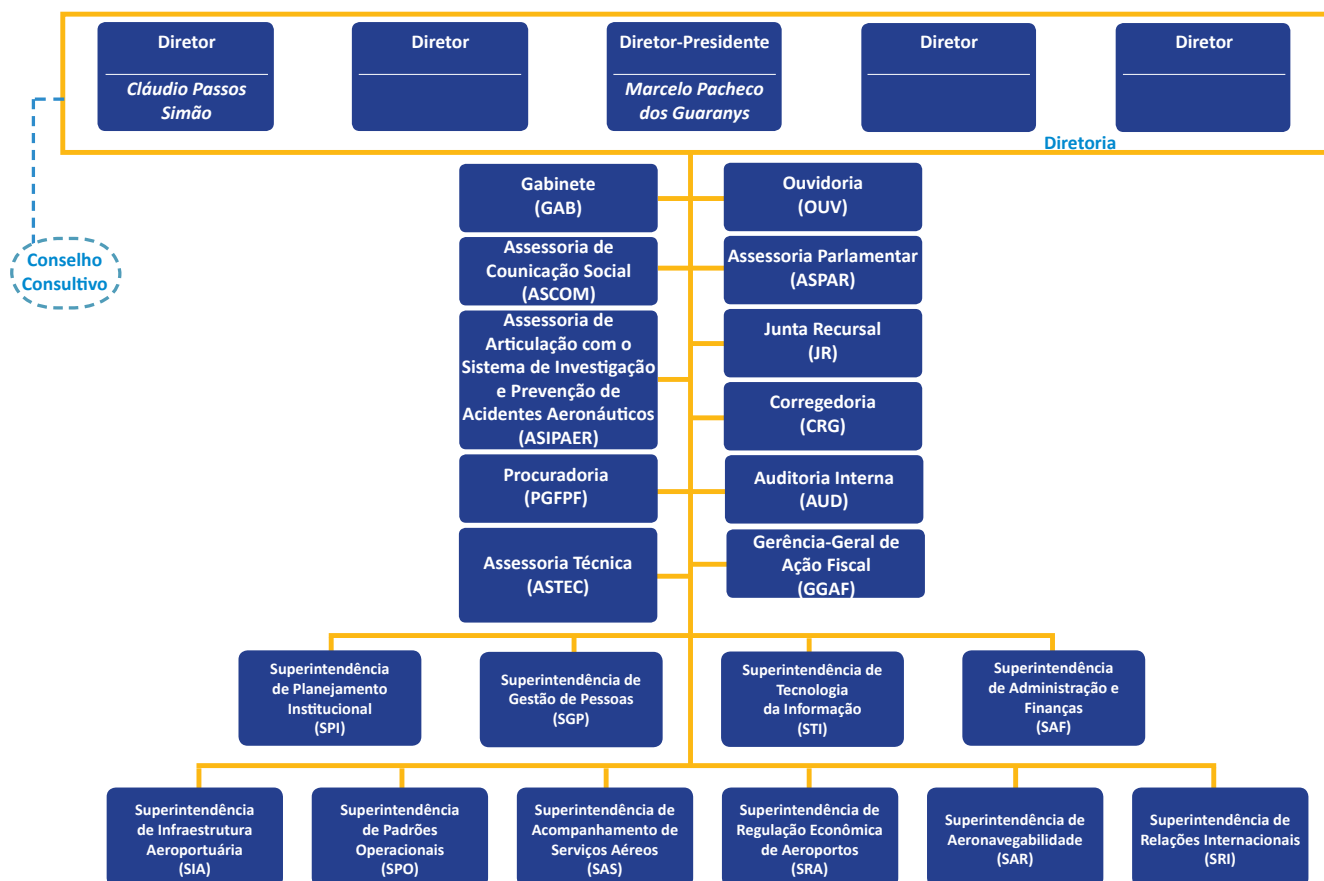 Diretor
Cláudio Passos
Simão
Diretor
Diretor-Presidente
Marcelo Pacheco
dos Guaranys
Diretor
Diretor
Diretoria
Conselho
Consultivo
Gabinete
(GAB)
Ouvidoria
(OUV)
Assessoria de
Counicação Social
(ASCOM)
Assessoria Parlamentar
(ASPAR)
Assessoria de
Articulação com o
Sistema de Investigação
e Prevenção de
Acidentes Aeronáuticos
(ASIPAER)
Junta Recursal
(JR)
Corregedoria
(CRG)
Procuradoria
(PGFPF)
Auditoria Interna
(AUD)
Assessoria Técnica
(ASTEC)
Gerência-Geral de
Ação Fiscal
(GGAF)
Superintendência
de Planejamento
Institucional
(SPI)
Superintendência de
Gestão de Pessoas
(SGP)
Superintendência de
Tecnologia
da Informação
(STI)
Superintendência
de Administração e
Finanças
(SAF)
Superintendência
de Infraestrutura
Aeroportuária
(SIA)
Superintendência
de Padrões
Operacionais
(SPO)
Superintendência de
Acompanhamento de
Serviços Aéreos
(SAS)
Superintendência de
Regulação Econômica
de Aeroportos
(SRA)
Superintendência de
Aeronavegabilidade
(SAR)
Superintendência de
Relações Internacionais
(SRI)